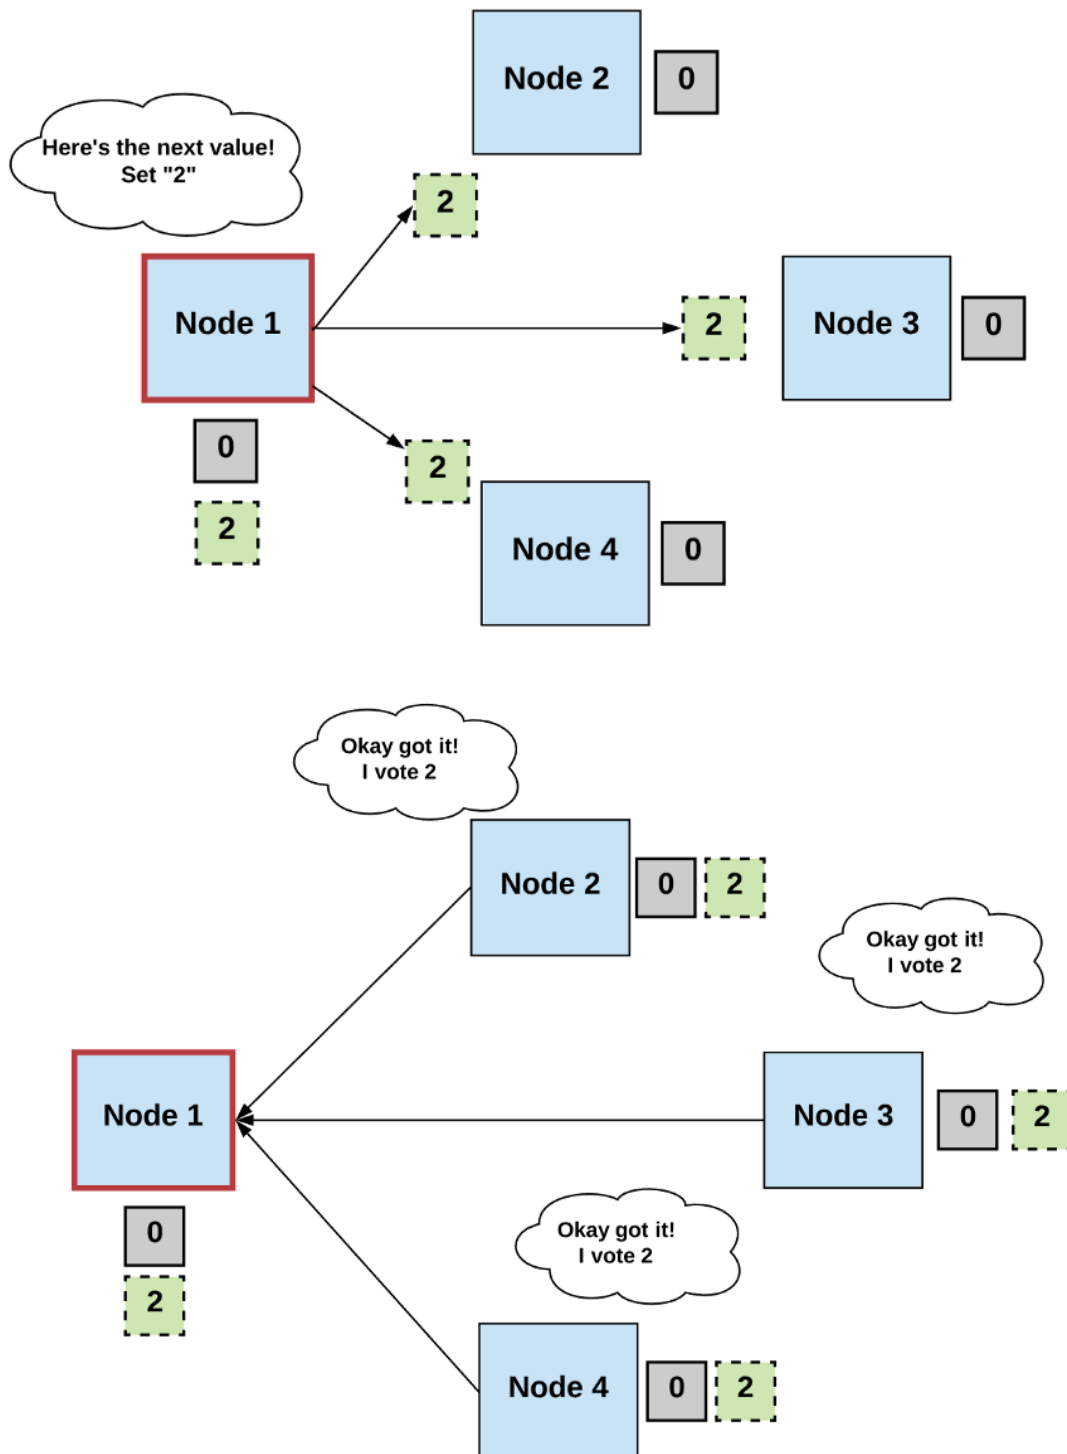 Node 2
0
Here's the next value!
Set "2"
2
Node 1
2
Node 3
0
0
2
2
Node 4
0
Okay got it!
I vote 2
Node 2
0
2
Okay got it!
I vote 2
Node 1
Node 3
0
2
0
2
Okay got it!
I vote 2
Node 4
0
2